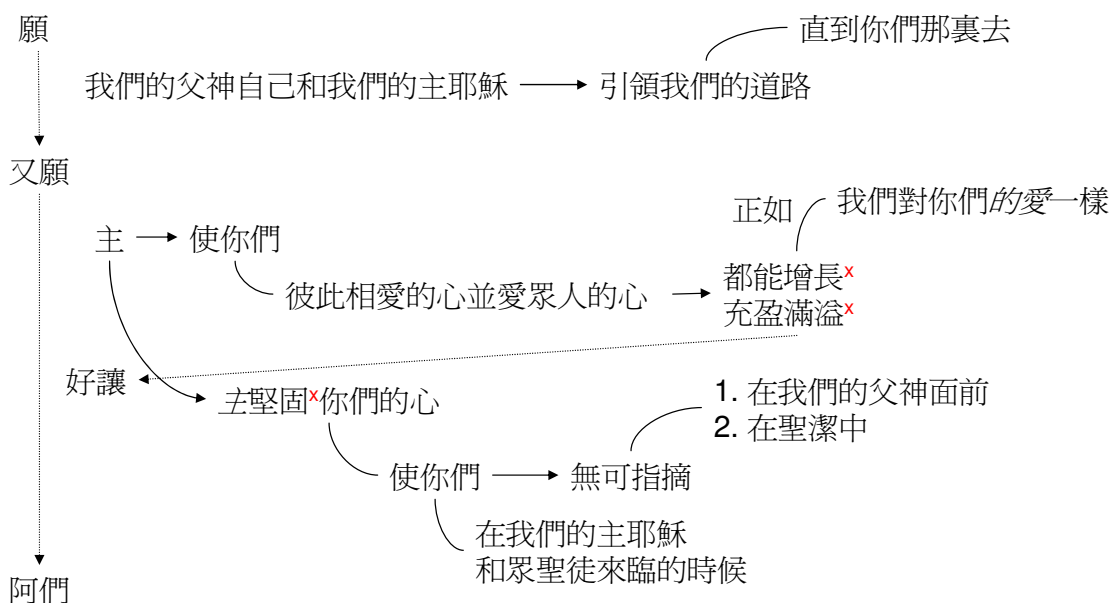 願
直到你們那裏去
我們的父神自己和我們的主耶穌
引領我們的道路
又願
正如
我們對你們的愛一樣
主
使你們
彼此相愛的心並愛眾人的心
都能增長x
充盈滿溢x
好讓
主堅固x你們的心
1. 在我們的父神面前
2. 在聖潔中
使你們
無可指摘
在我們的主耶穌
和眾聖徒來臨的時候
阿們